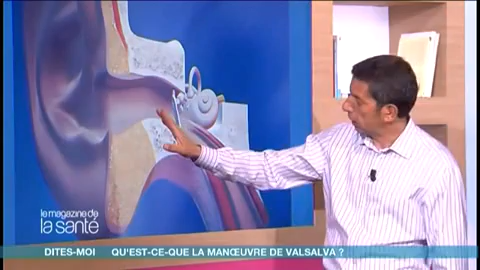 le magazine de
la santé
DITES-MOI QU'EST-CE-QUE LA MANŒUVRE DE VALSALVA ?